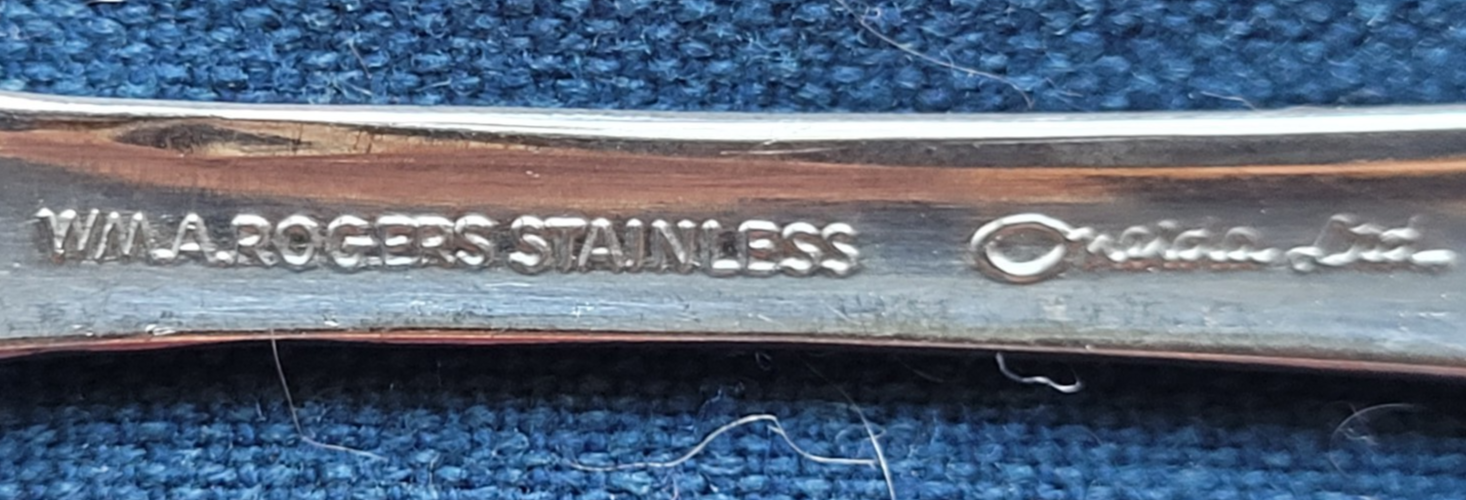 WM.A.ROGERS STAINLESS Oneida Ltd.